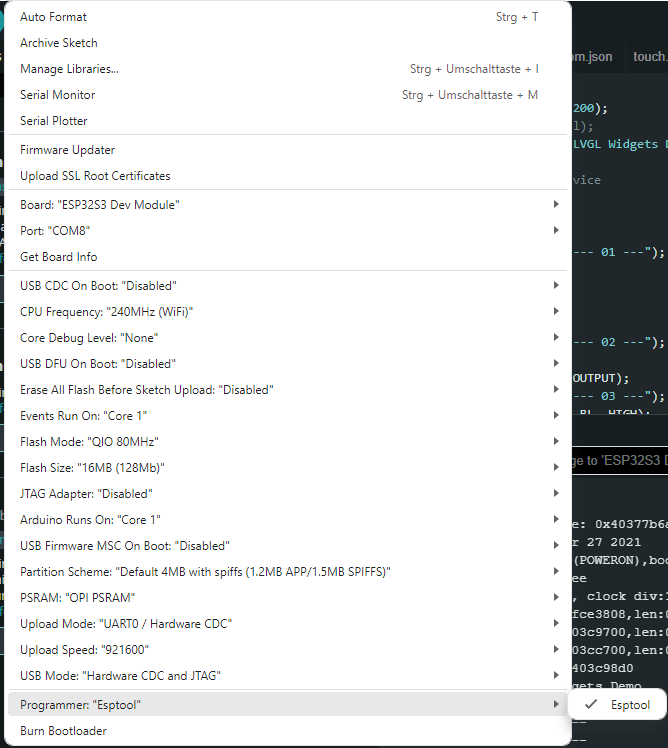 Auto Format Strg + T
Archive Sketch
Manage Libraries... Strg + Umschalttaste + I
Serial Monitor Strg + Umschalttaste + M
Serial Plotter
Firmware Updater
Upload SSL Root Certificates
Board: "ESP32S3 Dev Module"
Port: "COM8"
Get Board Info
USB CDC On Boot: "Disabled"
CPU Frequency: "240MHz (WiFi)"
Core Debug Level: "None"
USB DFU On Boot: "Disabled"
Erase All Flash Before Sketch Upload: "Disabled"
Events Run On: "Core 1"
Flash Mode: "QIO 80MHz"
Flash Size: "16MB (128Mb)"
JTAG Adapter: "Disabled"
Arduino Runs On: "Core 1"
USB Firmware MSC On Boot: "Disabled"
Partition Scheme: "Default 4MB with spiffs (1.2MB APP/1.5MB SPIFFS)"
PSRAM: "OPI PSRAM"
Upload Mode: "UART0 / Hardware CDC"
Upload Speed: "921600"
USB Mode: "Hardware CDC and JTAG"
Programmer: "Esptool"
Esptool
Burn Bootloader
om.json touch.
200);
l);
LVGL Widgets D
vice
--- 01 ---");
--- 02 ---");
OUTPUT);
--- 03 ---");
BL, HIGH);
ge to 'ESP32S3 D
e: 0x40377b6a
r 27 2021
(POWERON),boo
ee
, clock div:1
fce3808,len:0
03c9700,len:0
03cc700,len:0
403c98d0
gets Demo
--
--